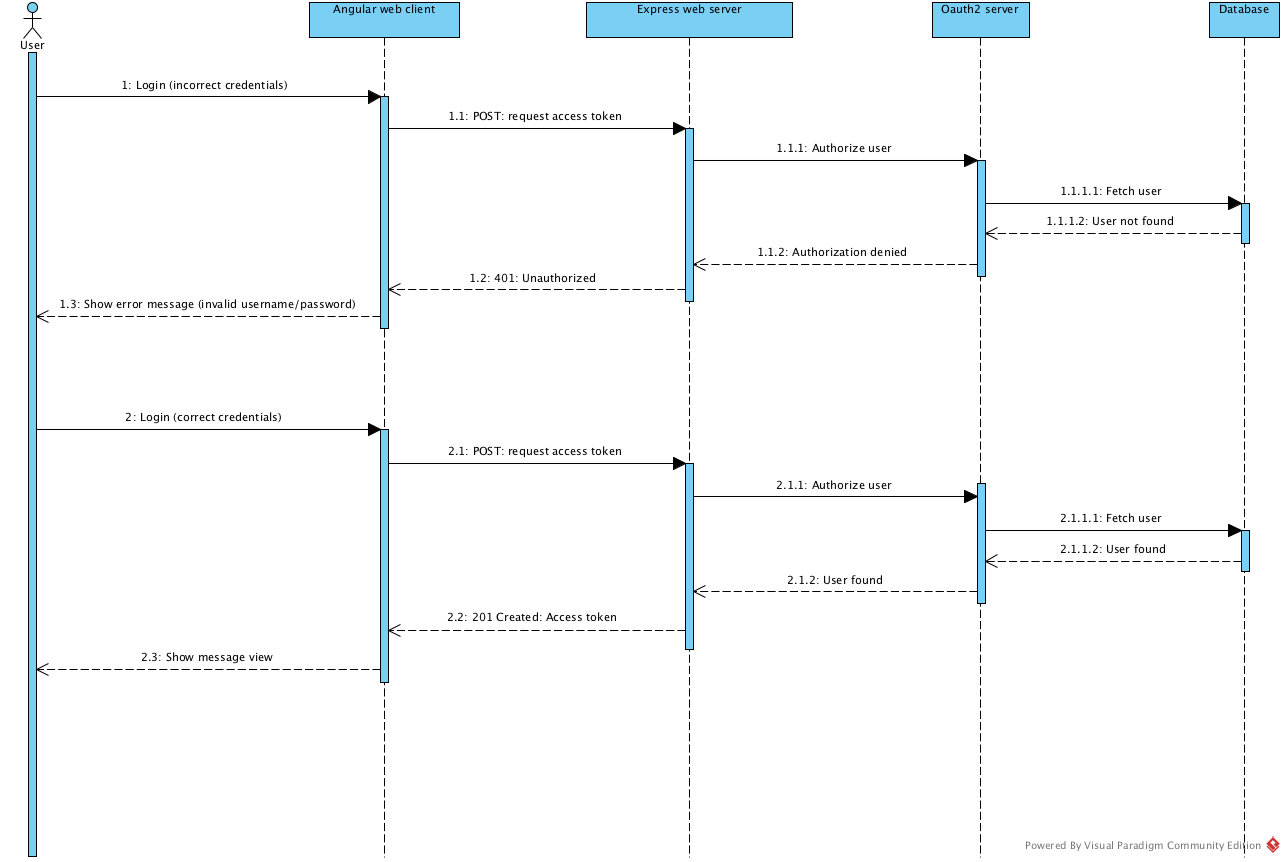 Angular web client
Express web server
Oauth2 server
Database
User
1: Login (incorrect credentials)
1.1: POST: request access token
1.1.1: Authorize user
1.1.1.1: Fetch user
1.1.1.2: User not found
1.1.2: Authorization denied
1.2: 401: Unauthorized
1.3: Show error message (invalid username/password)
2: Login (correct credentials)
2.1: POST: request access token
2.1.1: Authorize user
2.1.1.1: Fetch user
2.1.1.2: User found
2.1.2: User found
2.2: 201 Created: Access token
2.3: Show message view
Powered By Visual Paradigm Community Edition